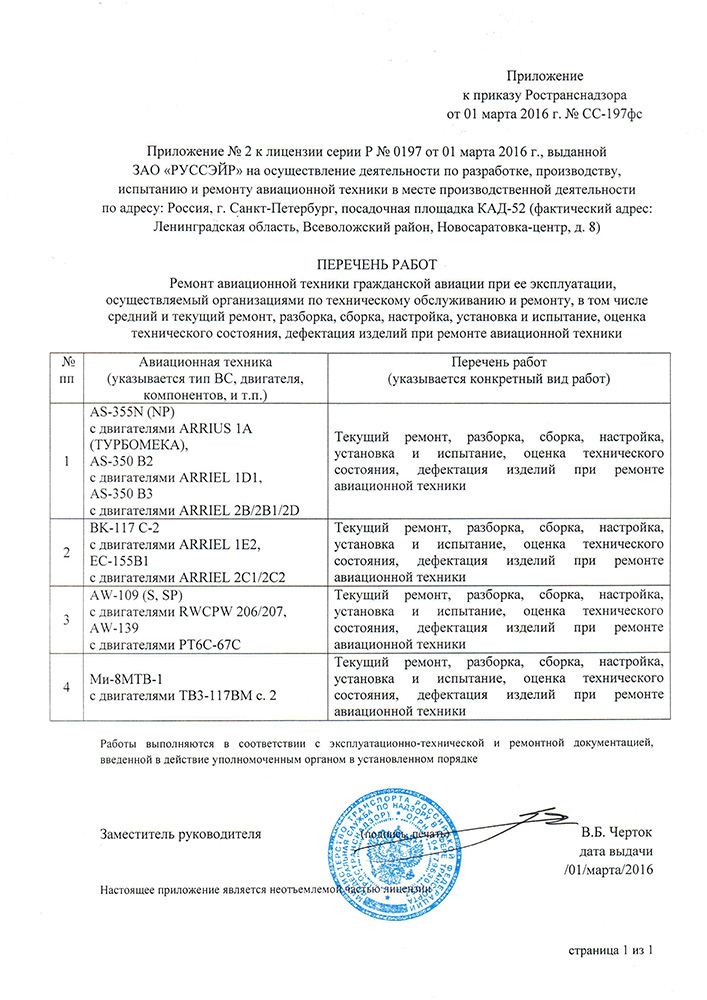 Приложение
к приказу Ространснадзора
от 01 марта 2016 г. № СС-197фс
Приложение № 2 к лицензии серии Р № 0197 от 01 марта 2016 г., выданной
ЗАО «РУССЭЙР» на осуществление деятельности по разработке, производству,
испытанию и ремонту авиационной техники в месте производственной деятельности
по адресу: Россия, г. Санкт-Петербург, посадочная площадка КАД-52 (фактический адрес:
Ленинградская область, Всеволожский район, Новосаратовка-центр, д. 8)
ПЕРЕЧЕНЬ РАБОТ
Ремонт авиационной техники гражданской авиации при ее эксплуатации,
осуществляемый организациями по техническому обслуживанию и ремонту, в том числе
средний и текущий ремонт, разборка, сборка, настройка, установка и испытание, оценка
технического состояния, дефектация изделий при ремонте авиационной техники
№
пп
Авиационная техника
(указывается тип ВС, двигателя,
компонентов, и т.п.)
Перечень работ
(указывается конкретный вид работ)
1
AS-355N (NP)
с двигателями ARRIUS 1A
(ТУРБОМЕКА),
AS-350 B2
с двигателями ARRIEL 1D1,
AS-350 B3
с двигателями ARRIEL 2B/2B1/2D
Текущий ремонт, разборка, сборка, настройка,
установка и испытание, оценка технического
состояния, дефектация изделий при ремонте
авиационной техники
2
BK-117 C-2
с двигателями ARRIEL 1E2,
EC-155B1
с двигателями ARRIEL 2C1/2C2
Текущий ремонт, разборка, сборка, настройка,
установка и испытание, оценка технического
состояния, дефектация изделий при ремонте
авиационной техники
3
AW-109 (S, SP)
с двигателями RWCPW 206/207,
AW-139
с двигателями PT6C-67C
Текущий ремонт, разборка, сборка, настройка,
установка и испытание, оценка технического
состояния, дефектация изделий при ремонте
авиационной техники
4
Ми-8МТВ-1
с двигателями ТВ3-117ВМ с. 2
Текущий ремонт, разборка, сборка, настройка,
установка и испытание, оценка технического
состояния, дефектация изделий при ремонте
авиационной техники
Работы выполняются в соответствии с эксплуатационно-технической и ремонтной документацией,
введенной в действие уполномоченным органом в установленном порядке
Заместитель руководителя
(подпись, печать)
В.Б. Черток
дата выдачи
/01/марта/2016
МИНИСТЕРСТВО ТРАНСПОРТА РОССИЙСКОЙ ФЕДЕРАЦИИ
Настоящее приложение является неотъемлемой частью лицензии
страница 1 из 1